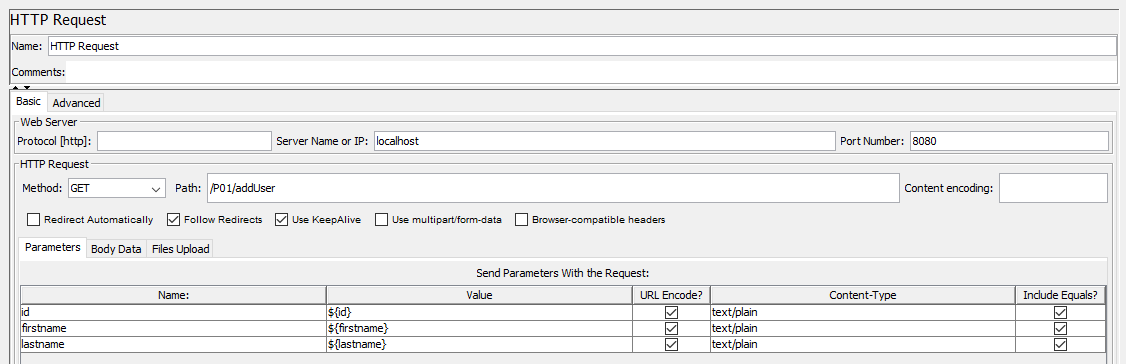 HTTP Request
Name: HTTP Request
Comments:
Basic Advanced
Web Server
Protocol [http]: Server Name or IP: localhost Port Number: 8080
HTTP Request
Method: GET Path: /P01/addUser Content encoding:
Redirect Automatically Follow Redirects Use KeepAlive Use multipart/form-data Browser-compatible headers
Parameters Body Data Files Upload
Send Parameters With the Request:
Name: Value URL Encode? Content-Type Include Equals?
id ${id} text/plain
firstname ${firstname} text/plain
lastname ${lastname} text/plain